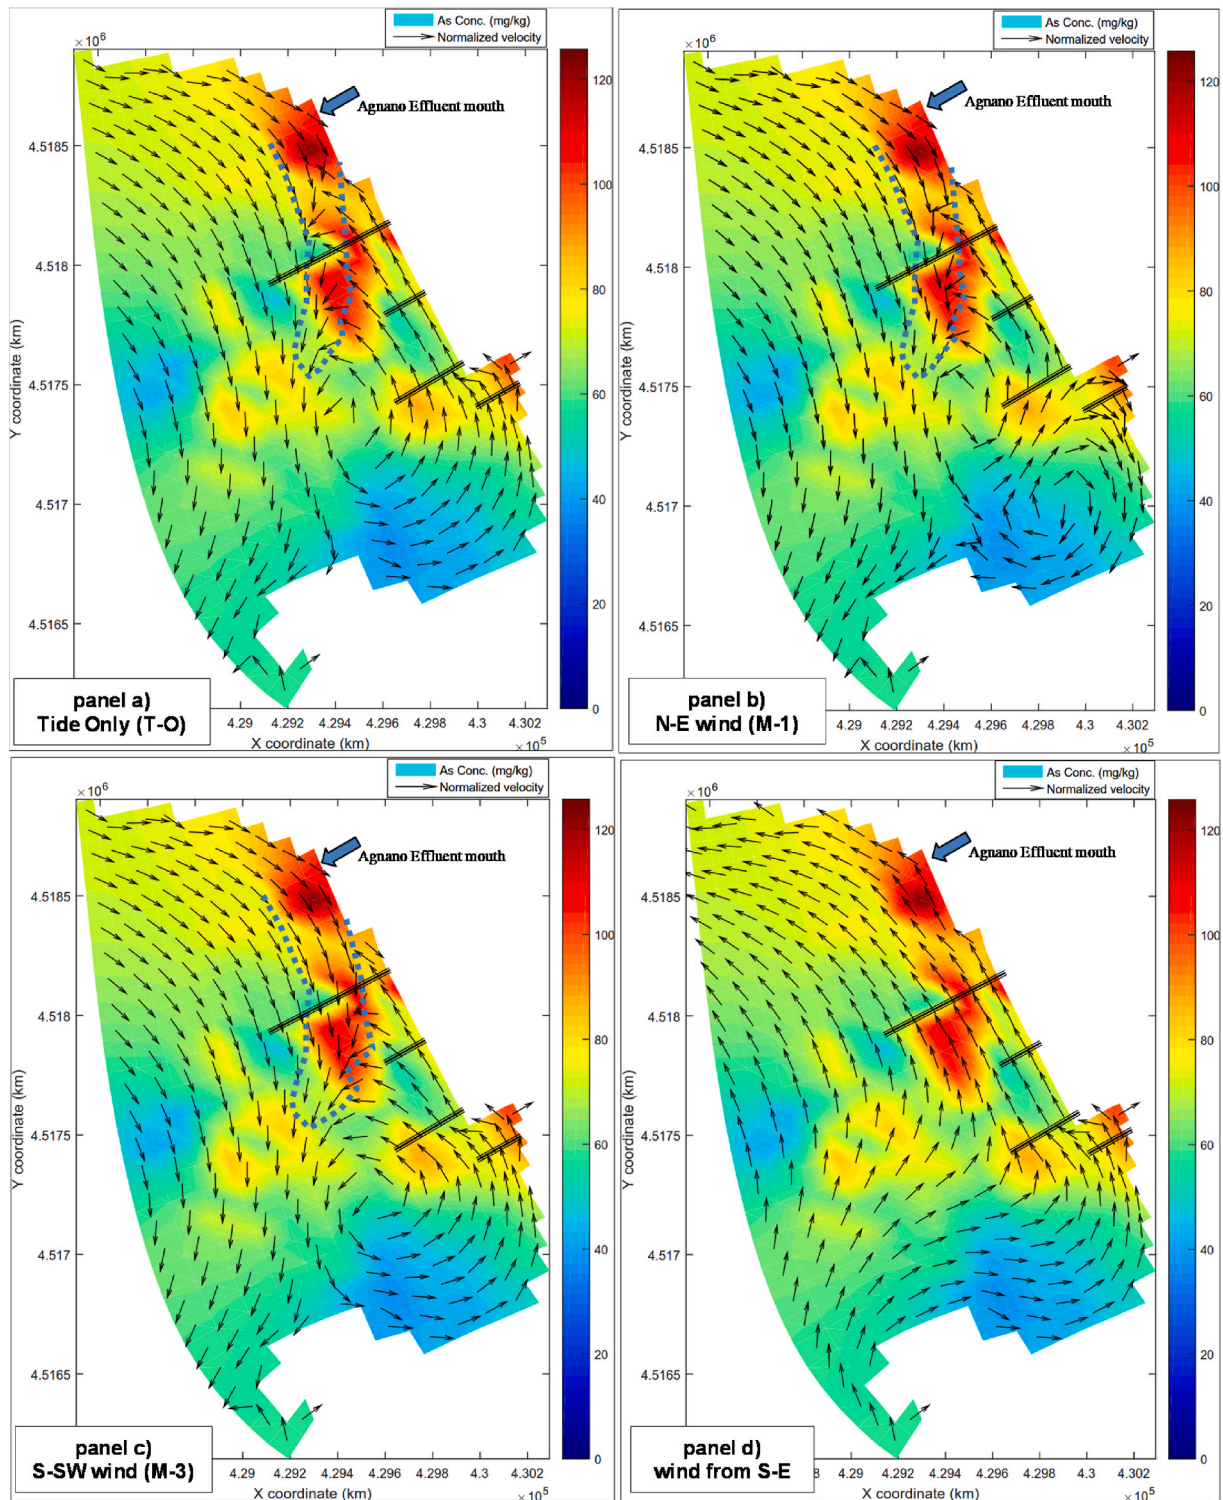 As Conc. (mg/kg)
Normalized velocity
×10⁶
Agnano Effluent mouth
4.5185
4.518
4.5175
4.517
4.5165
Y coordinate (km)
120
100
80
60
40
20
0
panel a)
Tide Only (T-O)
4.29 4.292 4.294 4.296 4.298 4.3 4.302
X coordinate (km)
×10⁵
As Conc. (mg/kg)
Normalized velocity
×10⁶
Agnano Effluent mouth
4.5185
4.518
4.5175
4.517
4.5165
Y coordinate (km)
120
100
80
60
40
20
0
panel b)
N-E wind (M-1)
4.29 4.292 4.294 4.296 4.298 4.3 4.302
X coordinate (km)
×10⁵
As Conc. (mg/kg)
Normalized velocity
×10⁶
Agnano Effluent mouth
4.5185
4.518
4.5175
4.517
4.5165
Y coordinate (km)
120
100
80
60
40
20
0
panel c)
S-SW wind (M-3)
4.29 4.292 4.294 4.296 4.298 4.3 4.302
X coordinate (km)
×10⁵
As Conc. (mg/kg)
Normalized velocity
×10⁶
Agnano Effluent mouth
4.5185
4.518
4.5175
4.517
4.5165
Y coordinate (km)
120
100
80
60
40
20
0
panel d)
wind from S-E
4.29 4.292 4.294 4.296 4.298 4.3 4.302
X coordinate (km)
×10⁵